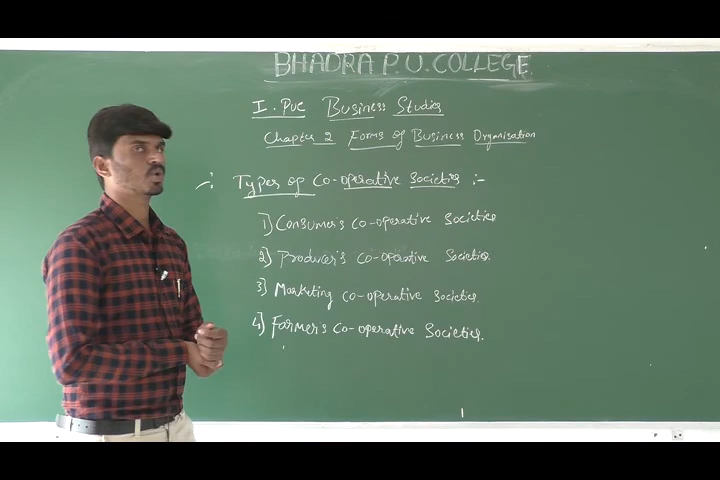 BHADRA P.U. COLLEGE
I. PUC Business Studies
Chapter 2 Forms of Business Organisation
Types of Co-operative Societies :-
1] Consumer's co-operative Societies
2] Producer's co-operative Societies.
3] Marketing co-operative Societies.
4] Farmer's co-operative Societies.